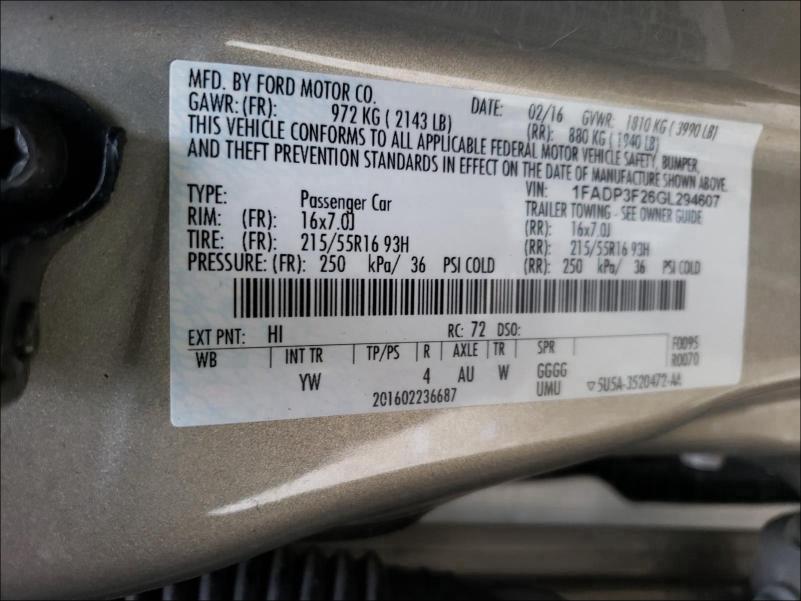 MFD. BY FORD MOTOR CO.
DATE: 02/16 GVWR: 1810 KG ( 3990 LB)
GAWR: (FR): 972 KG ( 2143 LB) (RR): 880 KG ( 1940 LB)
THIS VEHICLE CONFORMS TO ALL APPLICABLE FEDERAL MOTOR VEHICLE SAFETY, BUMPER,
AND THEFT PREVENTION STANDARDS IN EFFECT ON THE DATE OF MANUFACTURE SHOWN ABOVE.
VIN: 1FADP3F26GL294607
TYPE: Passenger Car TRAILER TOWING - SEE OWNER GUIDE
RIM: (FR): 16x7.0J (RR): 16x7.0J
TIRE: (FR): 215/55R16 93H (RR): 215/55R16 93H
PRESSURE: (FR): 250 kPa/ 36 PSI COLD (RR): 250 kPa/ 36 PSI COLD
EXT PNT: HI RC: 72 DSO:
WB INT TR TP/PS R AXLE TR SPR F0095
R0070
YW 4 AU W GGGG
UMU
201602236687 ▽5U5A-3520472-AA